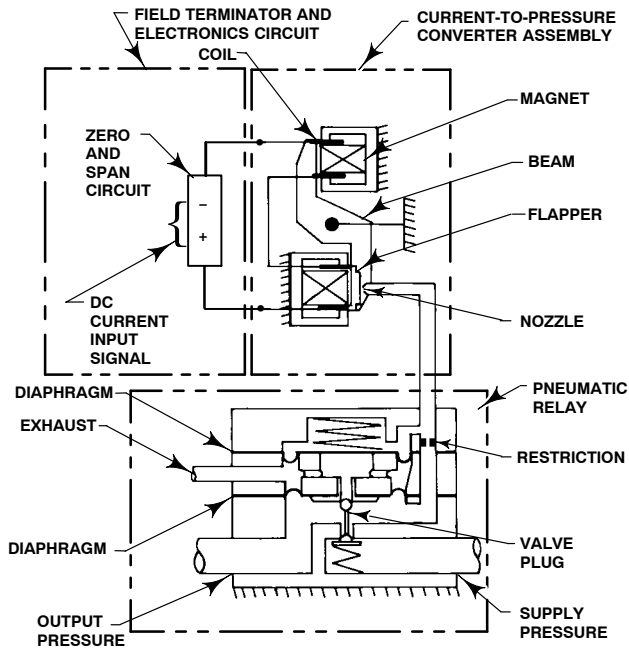 FIELD TERMINATOR AND
ELECTRONICS CIRCUIT
COIL
CURRENT-TO-PRESSURE
CONVERTER ASSEMBLY
MAGNET
ZERO
AND
SPAN
CIRCUIT
BEAM
FLAPPER
−
+
DC
CURRENT
INPUT
SIGNAL
NOZZLE
DIAPHRAGM
PNEUMATIC
RELAY
EXHAUST
RESTRICTION
DIAPHRAGM
VALVE
PLUG
OUTPUT
PRESSURE
SUPPLY
PRESSURE